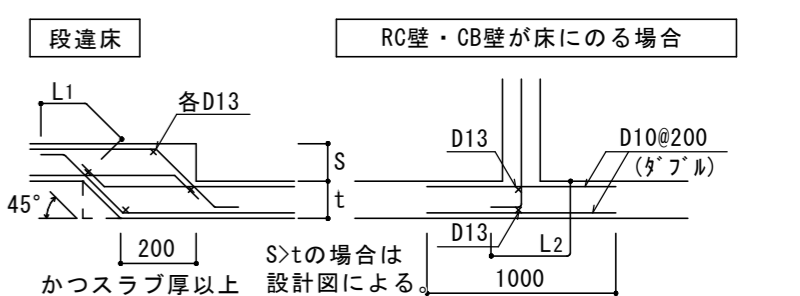 段違床
RC壁・CB壁が床にのる場合
L1
各D13
S
t
45°
200
かつスラブ厚以上
S>tの場合は
設計図による。
D13
D10@200
(ﾀﾞﾌﾞﾙ)
D13
L2
1000